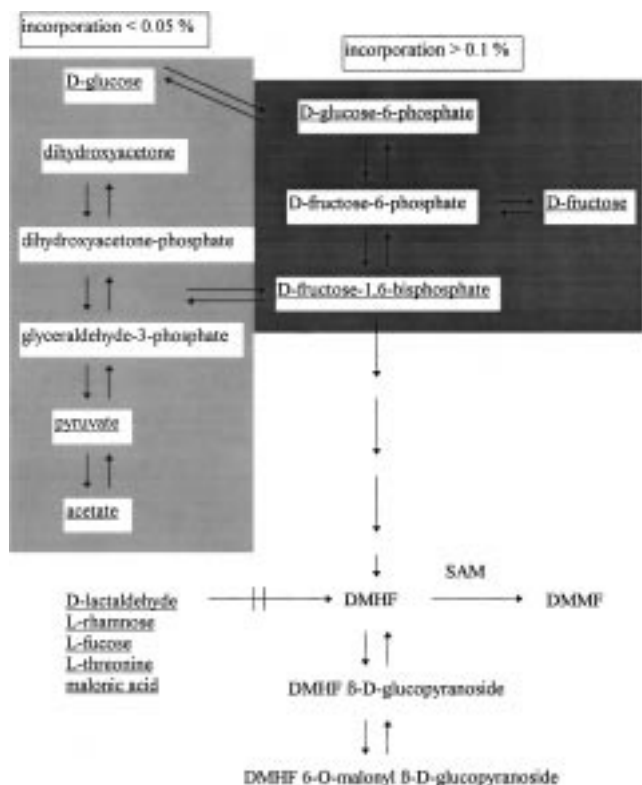 incorporation < 0.05 %
incorporation > 0.1 %
D-glucose
D-glucose-6-phosphate
dihydroxyacetone
D-fructose-6-phosphate
D-fructose
dihydroxyacetone-phosphate
D-fructose-1,6-bisphosphate
glyceraldehyde-3-phosphate
pyruvate
acetate
SAM
D-lactaldehyde
DMHF
DMMF
L-rhamnose
L-fucose
L-threonine
malonic acid
DMHF ß-D-glucopyranoside
DMHF 6-O-malonyl ß-D-glucopyranoside